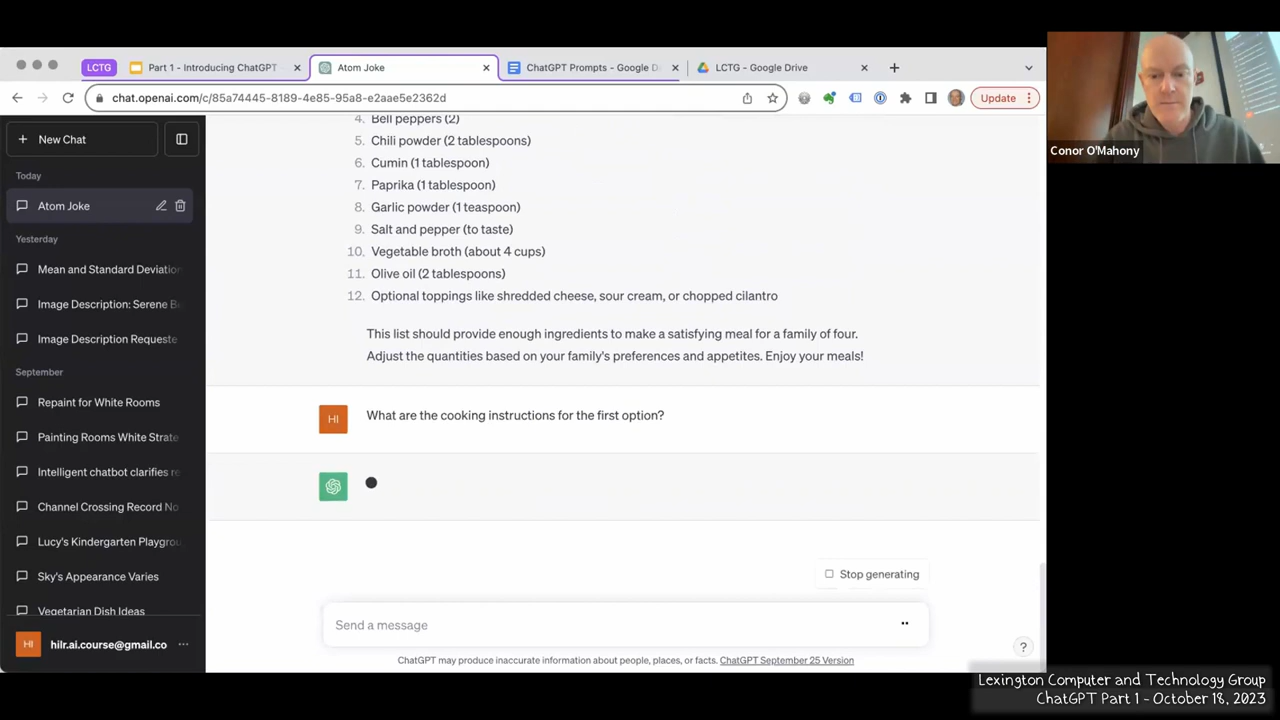 LCTG
Part 1 - Introducing ChatGPT -
Atom Joke
ChatGPT Prompts - Google D
LCTG - Google Drive
chat.openai.com/c/85a74445-8189-4e85-95a8-e2aae5e2362d
Update
Conor O'Mahony
New Chat
Today
Atom Joke
Yesterday
Mean and Standard Deviation
Image Description: Serene B
Image Description Requeste
September
Repaint for White Rooms
Painting Rooms White Strate
Intelligent chatbot clarifies re
Channel Crossing Record No
Lucy's Kindergarten Playgrou
Sky's Appearance Varies
Vegetarian Dish Ideas
HI hilr.ai.course@gmail.co
4. Bell peppers (2)
5. Chili powder (2 tablespoons)
6. Cumin (1 tablespoon)
7. Paprika (1 tablespoon)
8. Garlic powder (1 teaspoon)
9. Salt and pepper (to taste)
10. Vegetable broth (about 4 cups)
11. Olive oil (2 tablespoons)
12. Optional toppings like shredded cheese, sour cream, or chopped cilantro
This list should provide enough ingredients to make a satisfying meal for a family of four.
Adjust the quantities based on your family's preferences and appetites. Enjoy your meals!
HI What are the cooking instructions for the first option?
Stop generating
Send a message
?
ChatGPT may produce inaccurate information about people, places, or facts. ChatGPT September 25 Version
Lexington Computer and Technology Group
ChatGPT Part 1 - October 18, 2023